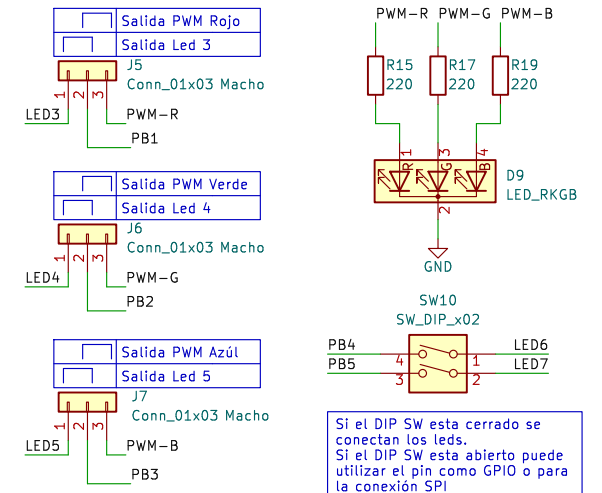 Salida PWM Rojo
Salida Led 3
J5
Conn_01x03 Macho
1 2 3
LED3 PWM-R
PB1
Salida PWM Verde
Salida Led 4
J6
Conn_01x03 Macho
1 2 3
LED4 PWM-G
PB2
Salida PWM Azúl
Salida Led 5
J7
Conn_01x03 Macho
1 2 3
LED5 PWM-B
PB3
PWM-R PWM-G PWM-B
R15 R17 R19
220 220 220
1 3 4
R G B
D9
LED_RKGB
2
GND
SW10
SW_DIP_x02
PB4 4 1 LED6
PB5 3 2 LED7
Si el DIP SW esta cerrado se
conectan los leds.
Si el DIP SW esta abierto puede
utilizar el pin como GPIO o para
la conexión SPI